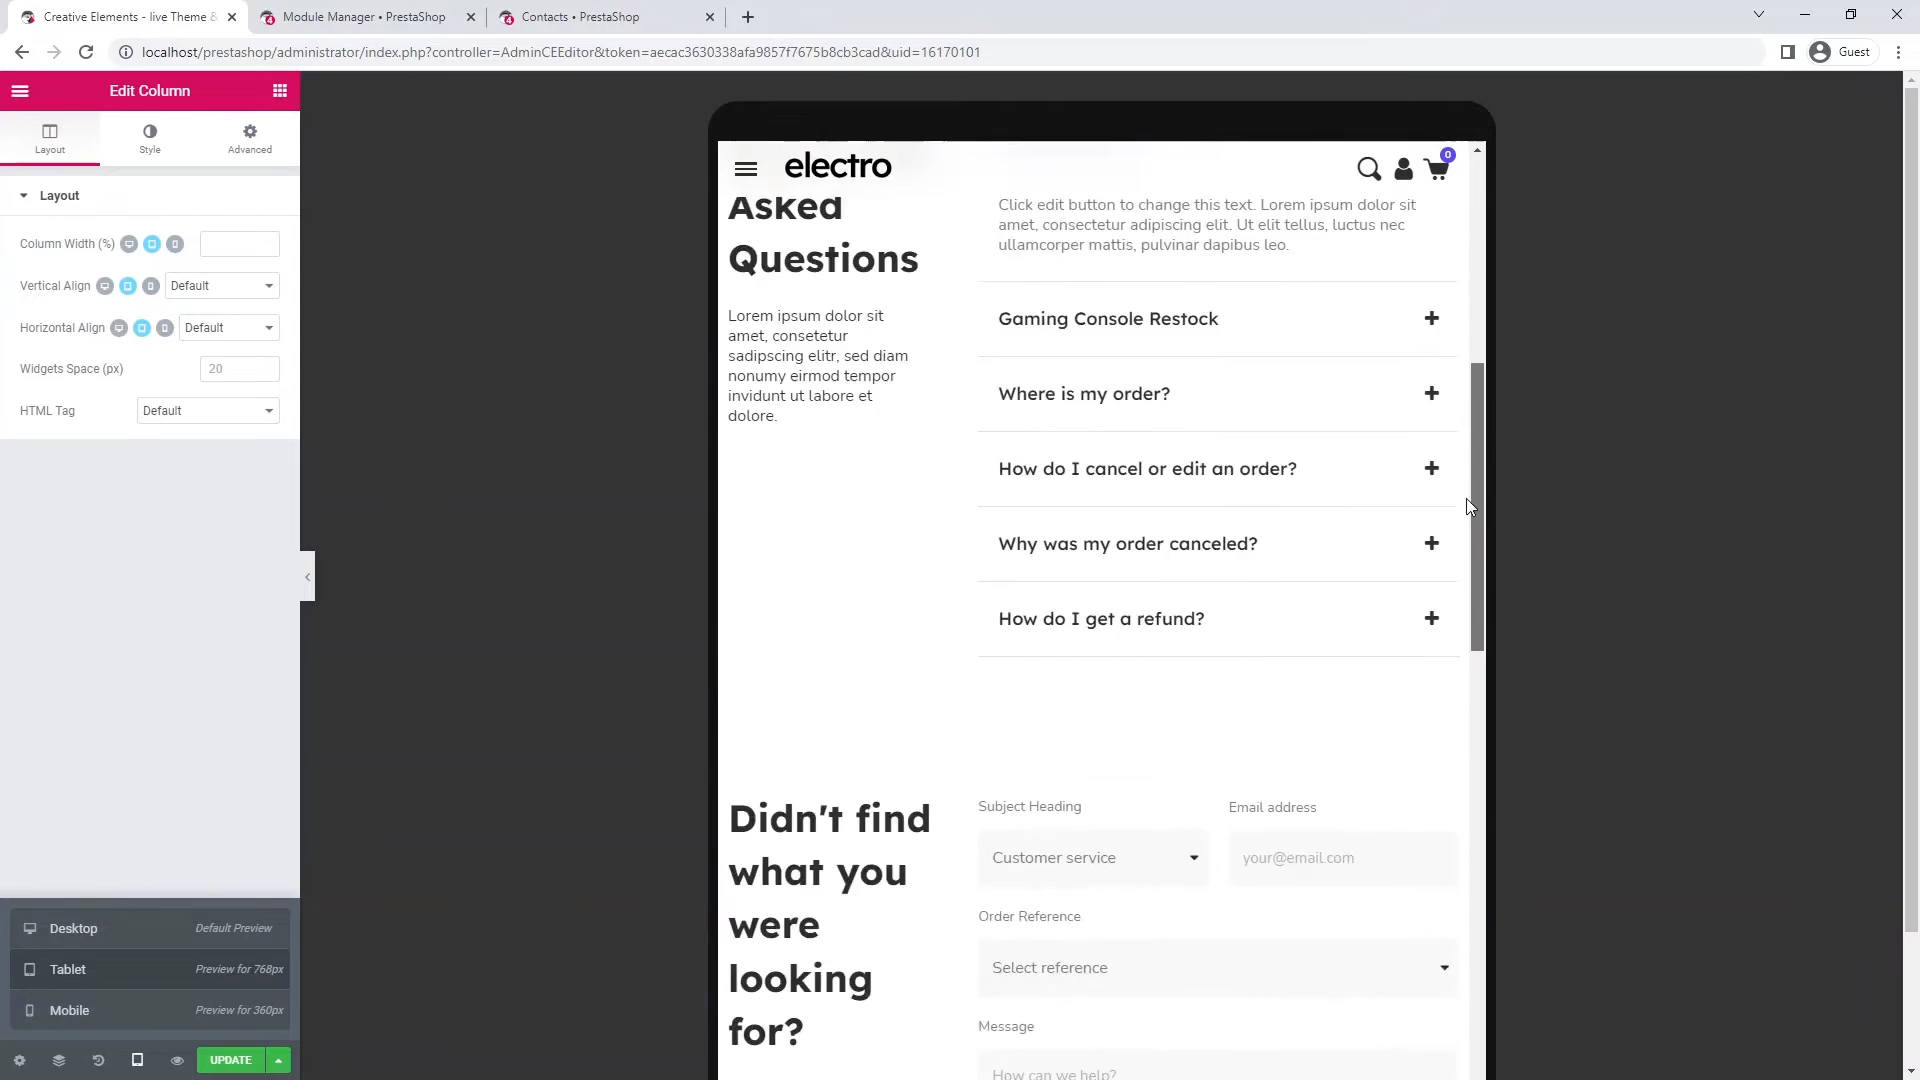 Creative Elements - live Theme &
Module Manager • PrestaShop
Contacts • PrestaShop
localhost/prestashop/administrator/index.php?controller=AdminCEEditor&token=aecac3630338afa9857f7675b8cb3cad&uid=16170101
Guest
Edit Column
Layout
Style
Advanced
Layout
Column Width (%)
Vertical Align
Default
Horizontal Align
Default
Widgets Space (px)
20
HTML Tag
Default
Desktop
Default Preview
Tablet
Preview for 768px
Mobile
Preview for 360px
UPDATE
electro
0
Asked
Questions
Lorem ipsum dolor sit
amet, consetetur
sadipscing elitr, sed diam
nonumy eirmod tempor
invidunt ut labore et
dolore.
Click edit button to change this text. Lorem ipsum dolor sit
amet, consectetur adipiscing elit. Ut elit tellus, luctus nec
ullamcorper mattis, pulvinar dapibus leo.
Gaming Console Restock
Where is my order?
How do I cancel or edit an order?
Why was my order canceled?
How do I get a refund?
Didn't find
what you
were
looking
for?
Subject Heading
Email address
Customer service
your@email.com
Order Reference
Select reference
Message
How can we help?